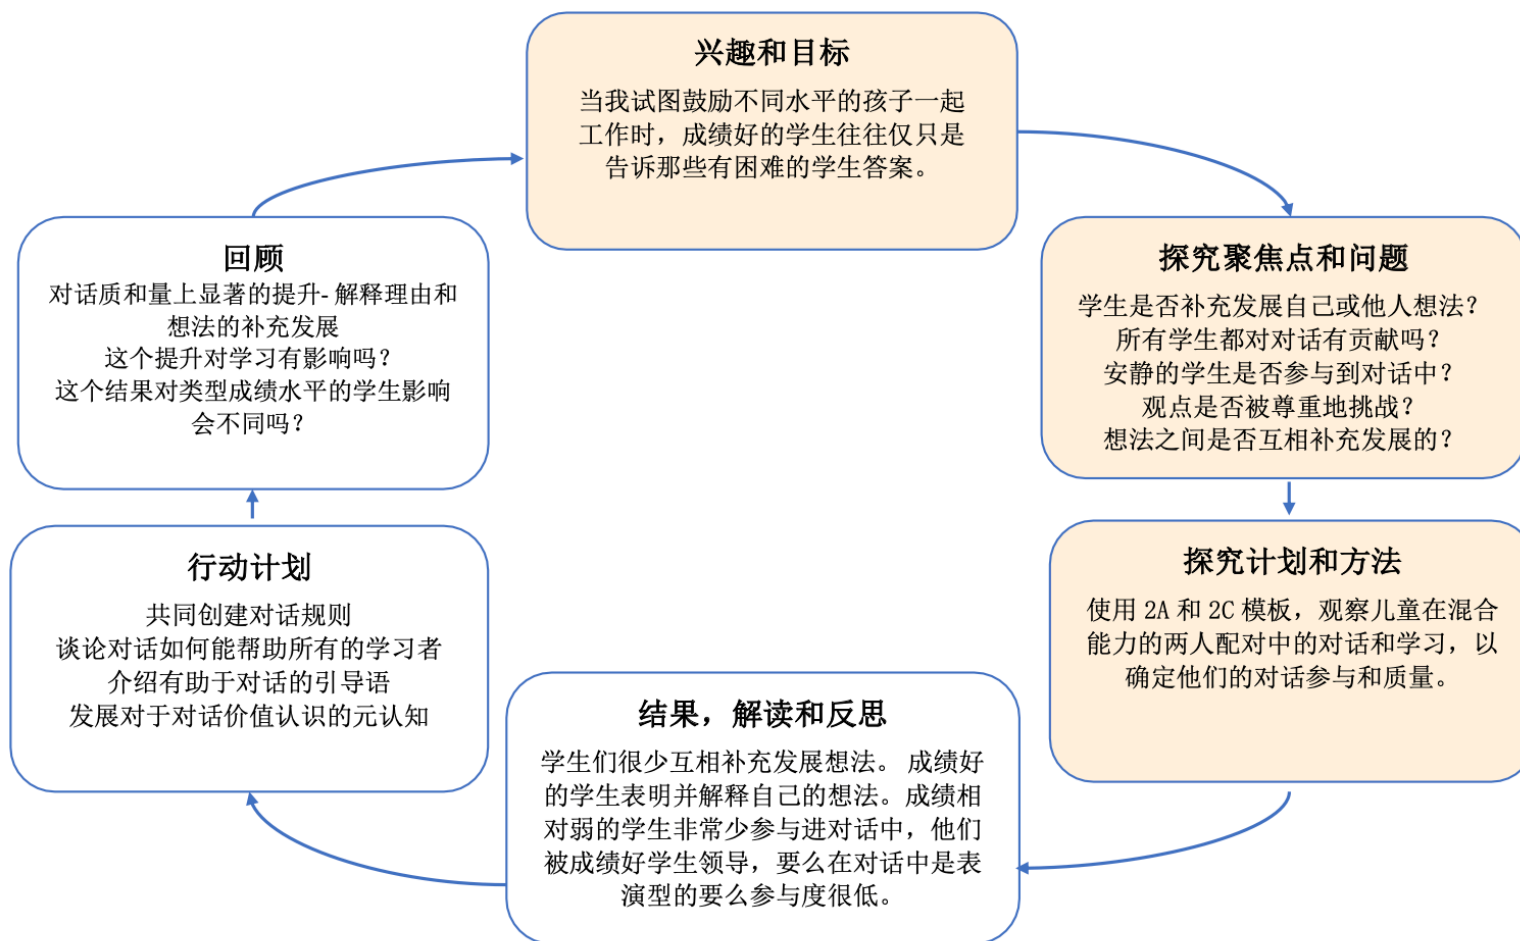 兴趣和目标
当我试图鼓励不同水平的孩子一起
工作时，成绩好的学生往往仅只是
告诉那些有困难的学生答案。
探究聚焦点和问题
学生是否补充发展自己或他人想法？
所有学生都对对话有贡献吗？
安静的学生是否参与到对话中？
观点是否被尊重地挑战？
想法之间是否互相补充发展的？
探究计划和方法
使用 2A 和 2C 模板，观察儿童在混合
能力的两人配对中的对话和学习，以
确定他们的对话参与和质量。
结果，解读和反思
学生们很少互相补充发展想法。 成绩好
的学生表明并解释自己的想法。成绩相
对弱的学生非常少参与进对话中，他们
被成绩好学生领导，要么在对话中是表
演型的要么参与度很低。
行动计划
共同创建对话规则
谈论对话如何能帮助所有的学习者
介绍有助于对话的引导语
发展对于对话价值认识的元认知
回顾
对话质和量上显著的提升- 解释理由和
想法的补充发展
这个提升对学习有影响吗？
这个结果对类型成绩水平的学生影响
会不同吗？